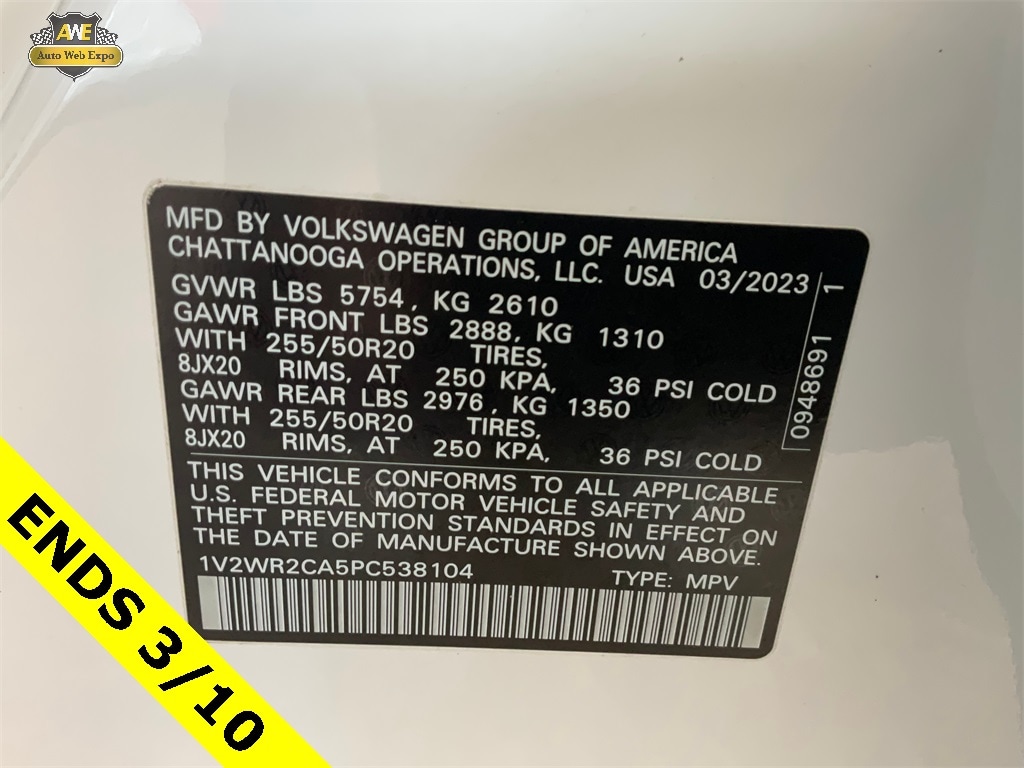 AWE
Auto Web Expo
MFD BY VOLKSWAGEN GROUP OF AMERICA
CHATTANOOGA OPERATIONS, LLC. USA 03/2023
GVWR LBS 5754, KG 2610
GAWR FRONT LBS 2888, KG 1310
WITH 255/50R20 TIRES,
8JX20 RIMS, AT 250 KPA, 36 PSI COLD
GAWR REAR LBS 2976, KG 1350
WITH 255/50R20 TIRES,
8JX20 RIMS, AT 250 KPA, 36 PSI COLD
0948691 1
THIS VEHICLE CONFORMS TO ALL APPLICABLE
U.S. FEDERAL MOTOR VEHICLE SAFETY AND
THEFT PREVENTION STANDARDS IN EFFECT ON
THE DATE OF MANUFACTURE SHOWN ABOVE.
1V2WR2CA5PC538104 TYPE: MPV
ENDS 3/10